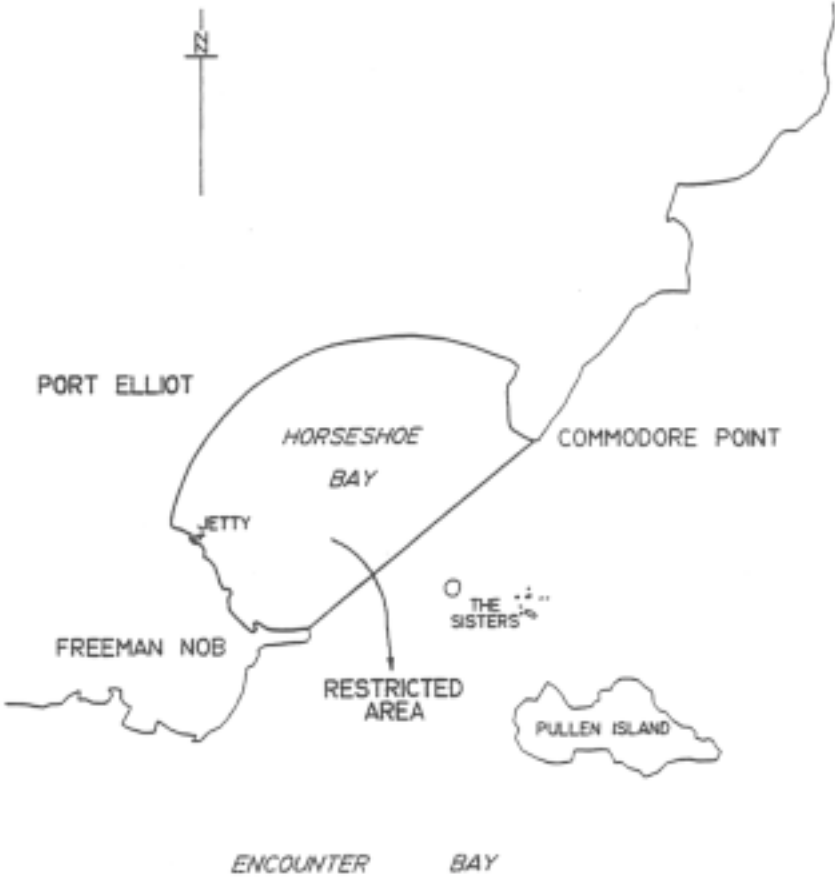 N
PORT ELLIOT
HORSESHOE
BAY
COMMODORE POINT
JETTY
THE
SISTERS
FREEMAN NOB
RESTRICTED
AREA
PULLEN ISLAND
ENCOUNTER BAY